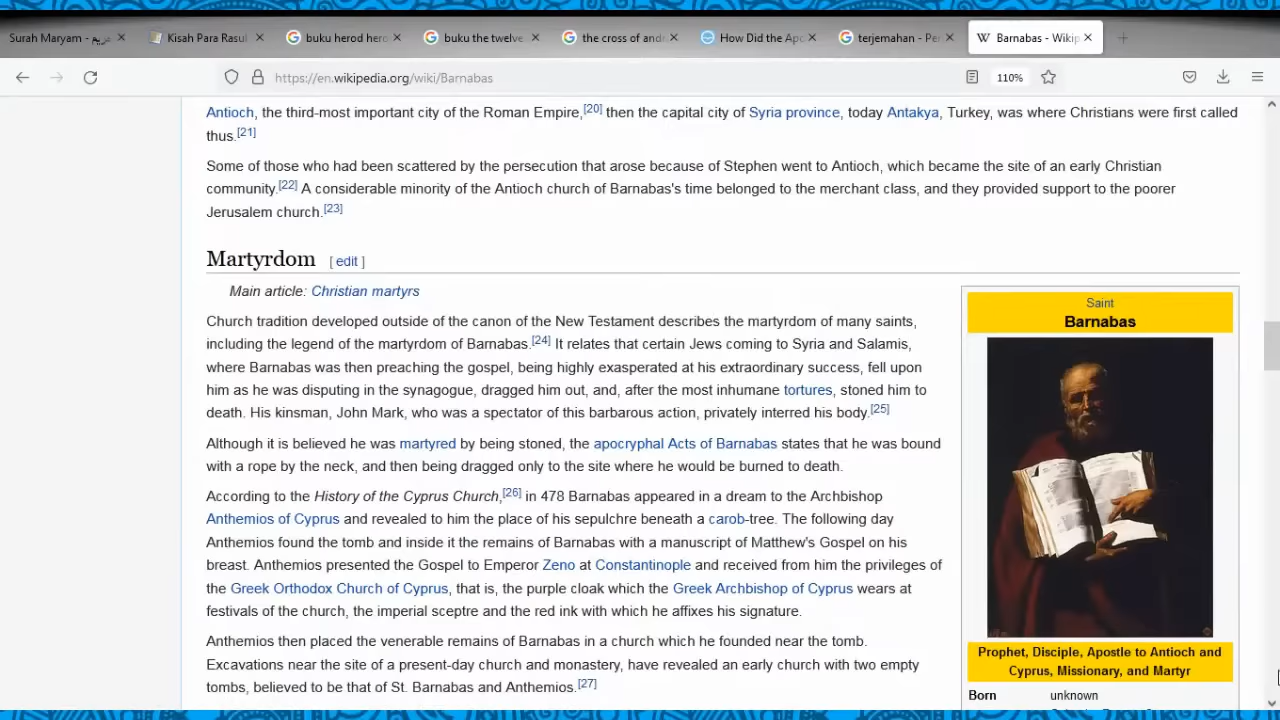 Surah Maryam - مريم
Kisah Para Rasul
buku herod hero
buku the twelve
the cross of and
How Did the Apo
terjemahan - Pe
Barnabas - Wikip
https://en.wikipedia.org/wiki/Barnabas
110%
Antioch, the third-most important city of the Roman Empire,[20] then the capital city of Syria province, today Antakya, Turkey, was where Christians were first called
thus.[21]
Some of those who had been scattered by the persecution that arose because of Stephen went to Antioch, which became the site of an early Christian
community.[22] A considerable minority of the Antioch church of Barnabas's time belonged to the merchant class, and they provided support to the poorer
Jerusalem church.[23]
Martyrdom [ edit ]
Main article: Christian martyrs
Church tradition developed outside of the canon of the New Testament describes the martyrdom of many saints,
including the legend of the martyrdom of Barnabas.[24] It relates that certain Jews coming to Syria and Salamis,
where Barnabas was then preaching the gospel, being highly exasperated at his extraordinary success, fell upon
him as he was disputing in the synagogue, dragged him out, and, after the most inhumane tortures, stoned him to
death. His kinsman, John Mark, who was a spectator of this barbarous action, privately interred his body.[25]
Although it is believed he was martyred by being stoned, the apocryphal Acts of Barnabas states that he was bound
with a rope by the neck, and then being dragged only to the site where he would be burned to death.
According to the History of the Cyprus Church,[26] in 478 Barnabas appeared in a dream to the Archbishop
Anthemios of Cyprus and revealed to him the place of his sepulchre beneath a carob-tree. The following day
Anthemios found the tomb and inside it the remains of Barnabas with a manuscript of Matthew's Gospel on his
breast. Anthemios presented the Gospel to Emperor Zeno at Constantinople and received from him the privileges of
the Greek Orthodox Church of Cyprus, that is, the purple cloak which the Greek Archbishop of Cyprus wears at
festivals of the church, the imperial sceptre and the red ink with which he affixes his signature.
Anthemios then placed the venerable remains of Barnabas in a church which he founded near the tomb.
Excavations near the site of a present-day church and monastery, have revealed an early church with two empty
tombs, believed to be that of St. Barnabas and Anthemios.[27]
Saint
Barnabas
Prophet, Disciple, Apostle to Antioch and
Cyprus, Missionary, and Martyr
Born unknown